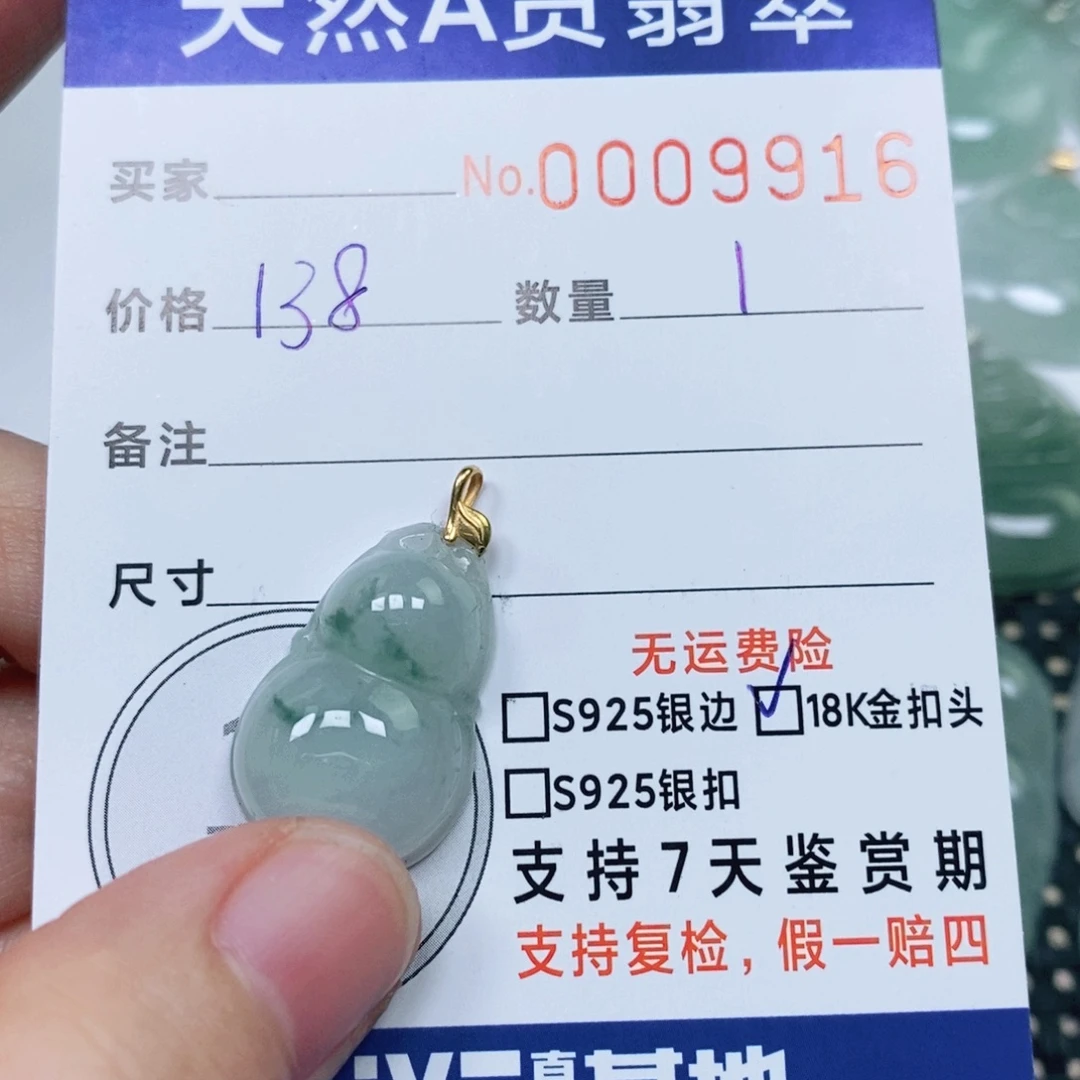 天然A货翡翠
买家 No.0009916
价格 138 数量 1
备注
尺寸
无运费险
S925银边 ✓18K金扣头
S925银扣
支持7天鉴赏期
支持复检，假一赔四
基地